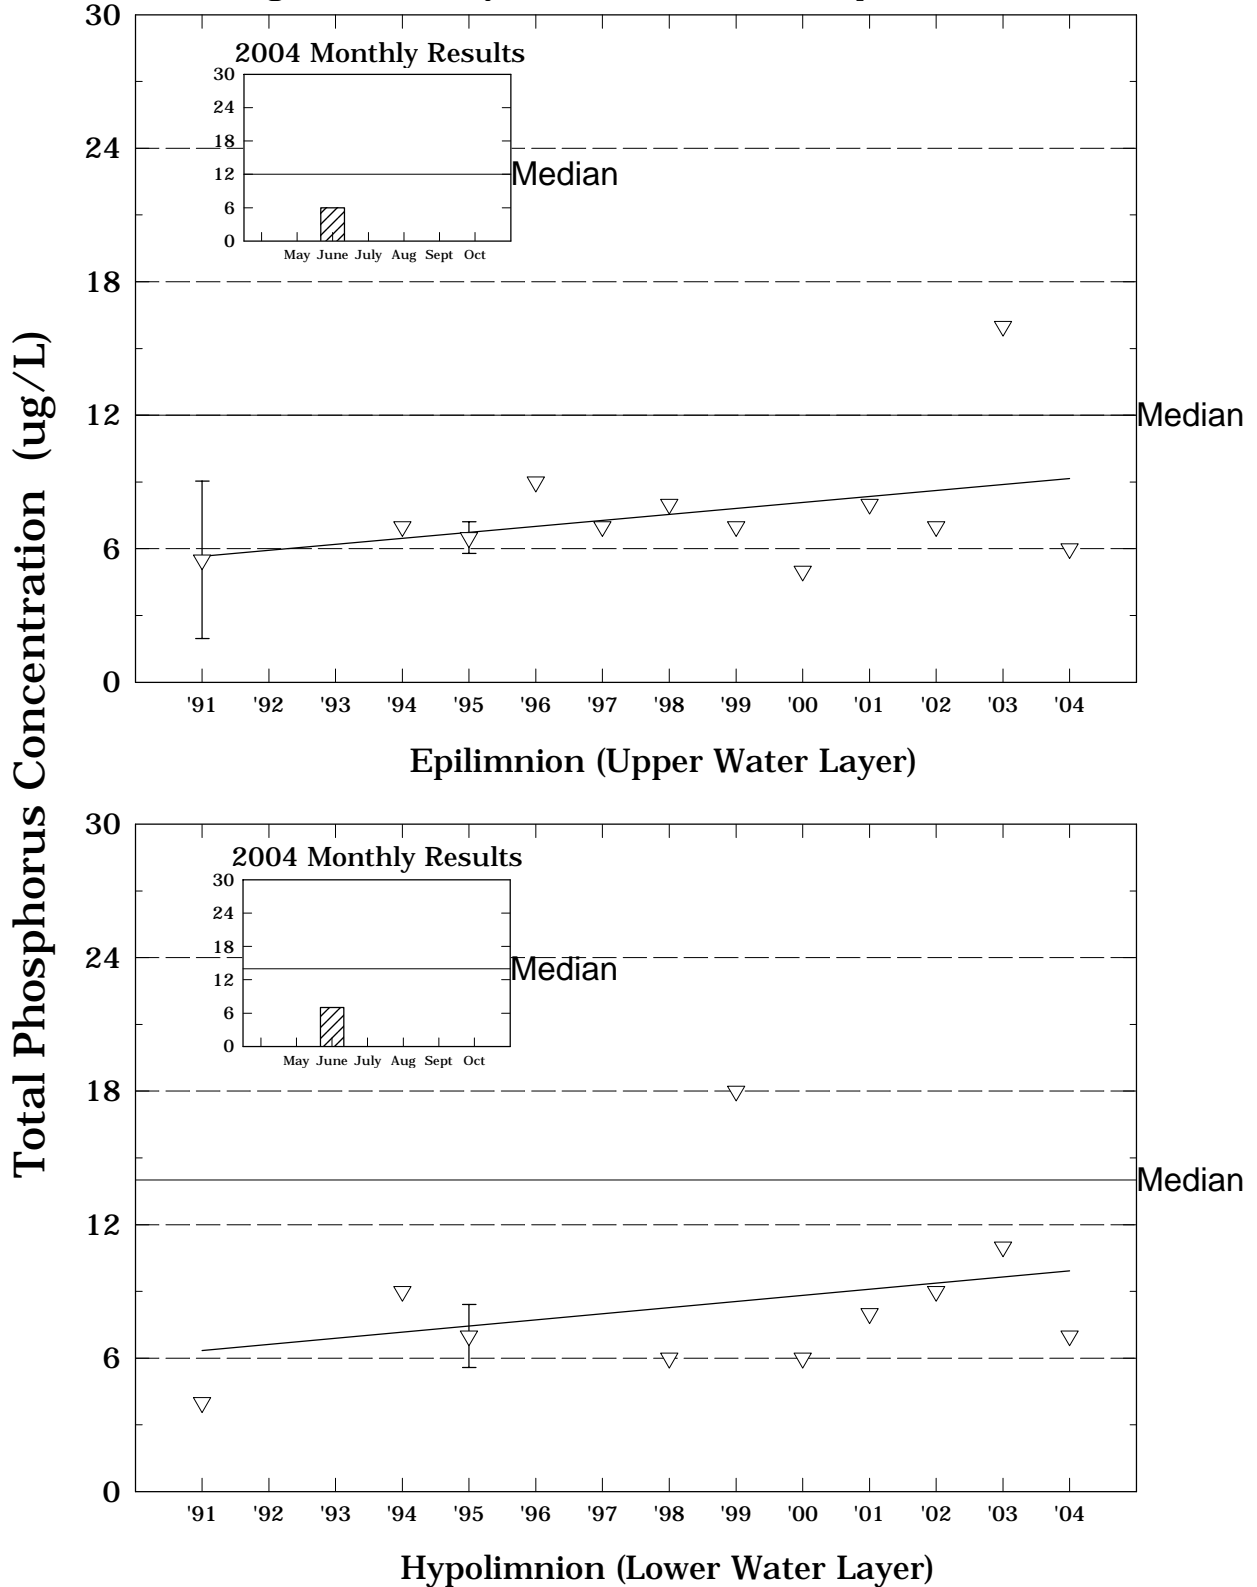 2004 Monthly Results
30
24
18
12
6
0
Median
May June July Aug Sept Oct
30
24
18
12
6
0
Median
'91 '92 '93 '94 '95 '96 '97 '98 '99 '00 '01 '02 '03 '04
Epilimnion (Upper Water Layer)
Total Phosphorus Concentration (ug/L)
2004 Monthly Results
30
24
18
12
6
0
Median
May June July Aug Sept Oct
30
24
18
12
6
0
Median
'91 '92 '93 '94 '95 '96 '97 '98 '99 '00 '01 '02 '03 '04
Hypolimnion (Lower Water Layer)